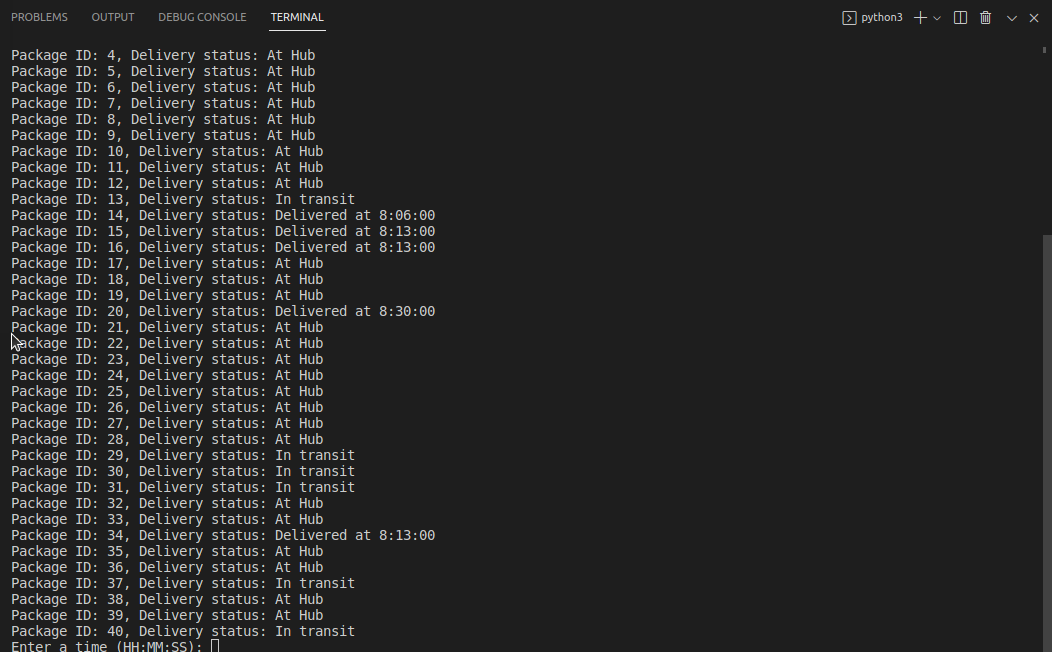 PROBLEMS OUTPUT DEBUG CONSOLE TERMINAL python3
Package ID: 4, Delivery status: At Hub
Package ID: 5, Delivery status: At Hub
Package ID: 6, Delivery status: At Hub
Package ID: 7, Delivery status: At Hub
Package ID: 8, Delivery status: At Hub
Package ID: 9, Delivery status: At Hub
Package ID: 10, Delivery status: At Hub
Package ID: 11, Delivery status: At Hub
Package ID: 12, Delivery status: At Hub
Package ID: 13, Delivery status: In transit
Package ID: 14, Delivery status: Delivered at 8:06:00
Package ID: 15, Delivery status: Delivered at 8:13:00
Package ID: 16, Delivery status: Delivered at 8:13:00
Package ID: 17, Delivery status: At Hub
Package ID: 18, Delivery status: At Hub
Package ID: 19, Delivery status: At Hub
Package ID: 20, Delivery status: Delivered at 8:30:00
Package ID: 21, Delivery status: At Hub
Package ID: 22, Delivery status: At Hub
Package ID: 23, Delivery status: At Hub
Package ID: 24, Delivery status: At Hub
Package ID: 25, Delivery status: At Hub
Package ID: 26, Delivery status: At Hub
Package ID: 27, Delivery status: At Hub
Package ID: 28, Delivery status: At Hub
Package ID: 29, Delivery status: In transit
Package ID: 30, Delivery status: In transit
Package ID: 31, Delivery status: In transit
Package ID: 32, Delivery status: At Hub
Package ID: 33, Delivery status: At Hub
Package ID: 34, Delivery status: Delivered at 8:13:00
Package ID: 35, Delivery status: At Hub
Package ID: 36, Delivery status: At Hub
Package ID: 37, Delivery status: In transit
Package ID: 38, Delivery status: At Hub
Package ID: 39, Delivery status: At Hub
Package ID: 40, Delivery status: In transit
Enter a time (HH:MM:SS):